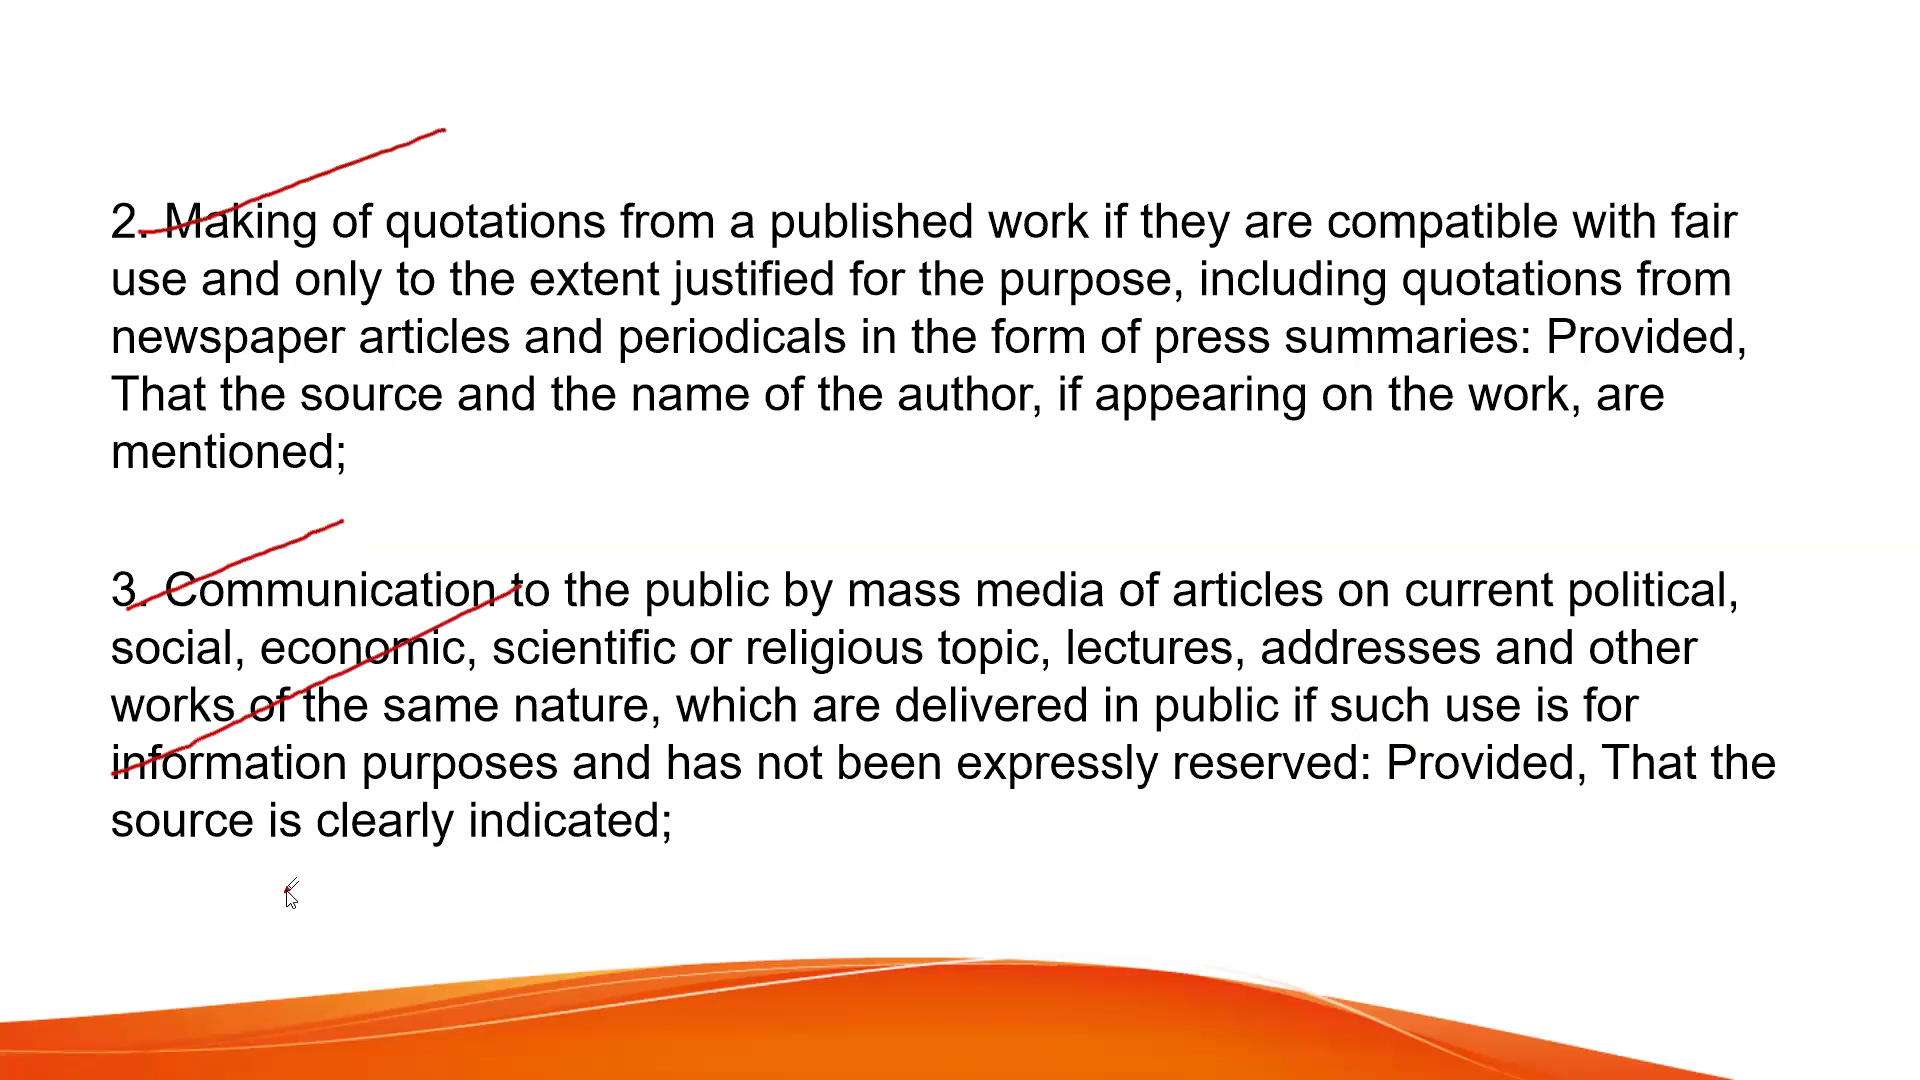 2. Making of quotations from a published work if they are compatible with fair
use and only to the extent justified for the purpose, including quotations from
newspaper articles and periodicals in the form of press summaries: Provided,
That the source and the name of the author, if appearing on the work, are
mentioned;
3. Communication to the public by mass media of articles on current political,
social, economic, scientific or religious topic, lectures, addresses and other
works of the same nature, which are delivered in public if such use is for
information purposes and has not been expressly reserved: Provided, That the
source is clearly indicated;